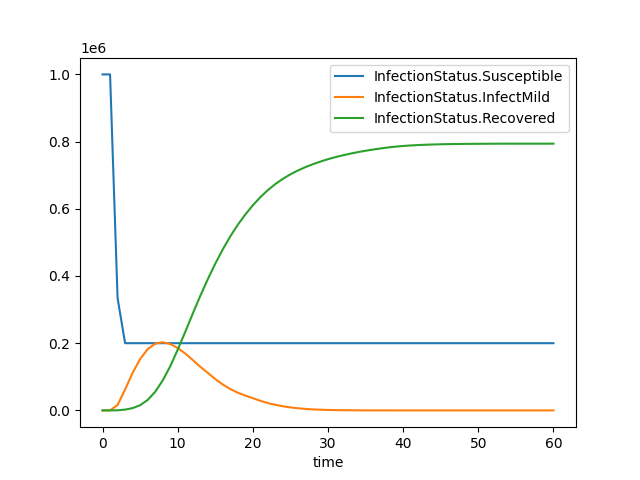 1e6
1.0
0.8
0.6
0.4
0.2
0.0
InfectionStatus.Susceptible
InfectionStatus.InfectMild
InfectionStatus.Recovered
0 10 20 30 40 50 60
time